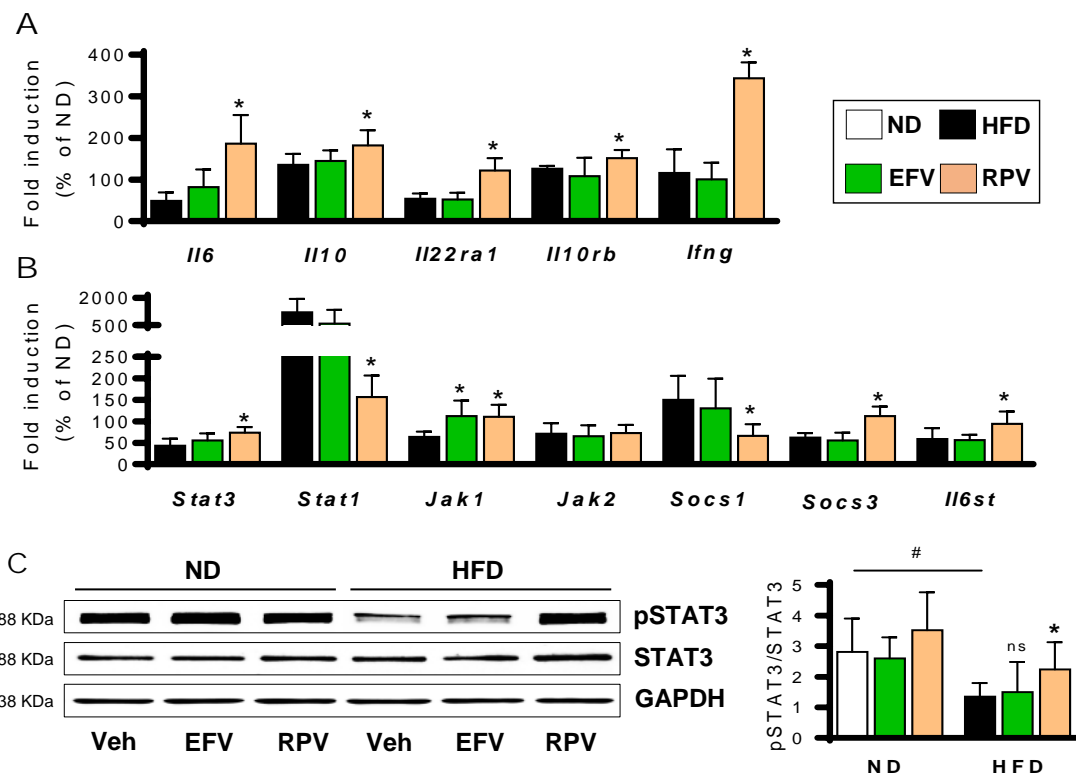 A
Fold induction
(% of ND)
400
300
200
100
0
*
*
*
*
*
Il6 Il10 Il22ra1 Il10rb Ifng
ND HFD
EFV RPV
B
Fold induction
(% of ND)
2000
500
250
200
150
100
50
0
*
*
*
*
*
*
*
Stat3 Stat1 Jak1 Jak2 Socs1 Socs3 Il6st
C
ND HFD
88 KDa pSTAT3
88 KDa STAT3
38 KDa GAPDH
Veh EFV RPV Veh EFV RPV
pSTAT3/STAT3
5
4
3
2
1
0
#
ns
*
ND HFD